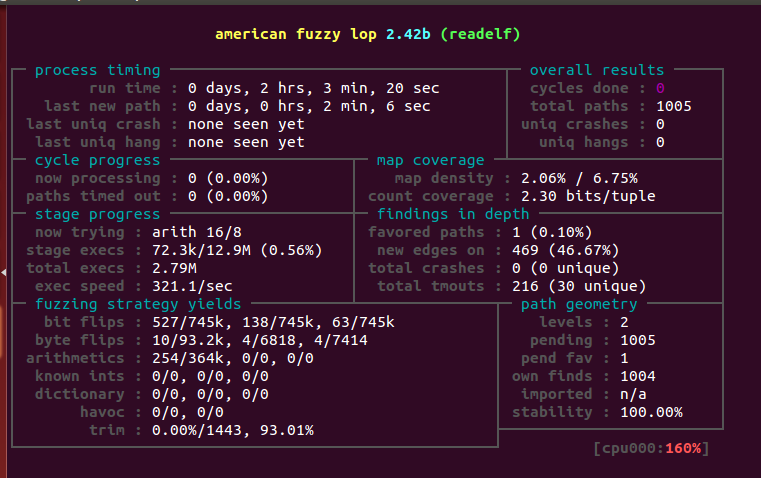 american fuzzy lop 2.42b (readelf)
process timing overall results
run time : 0 days, 2 hrs, 3 min, 20 sec cycles done : 0
last new path : 0 days, 0 hrs, 2 min, 6 sec total paths : 1005
last uniq crash : none seen yet uniq crashes : 0
last uniq hang : none seen yet uniq hangs : 0
cycle progress map coverage
now processing : 0 (0.00%) map density : 2.06% / 6.75%
paths timed out : 0 (0.00%) count coverage : 2.30 bits/tuple
stage progress findings in depth
now trying : arith 16/8 favored paths : 1 (0.10%)
stage execs : 72.3k/12.9M (0.56%) new edges on : 469 (46.67%)
total execs : 2.79M total crashes : 0 (0 unique)
exec speed : 321.1/sec total tmouts : 216 (30 unique)
fuzzing strategy yields path geometry
bit flips : 527/745k, 138/745k, 63/745k levels : 2
byte flips : 10/93.2k, 4/6818, 4/7414 pending : 1005
arithmetics : 254/364k, 0/0, 0/0 pend fav : 1
known ints : 0/0, 0/0, 0/0 own finds : 1004
dictionary : 0/0, 0/0, 0/0 imported : n/a
havoc : 0/0, 0/0 stability : 100.00%
trim : 0.00%/1443, 93.01%
[cpu000:160%]